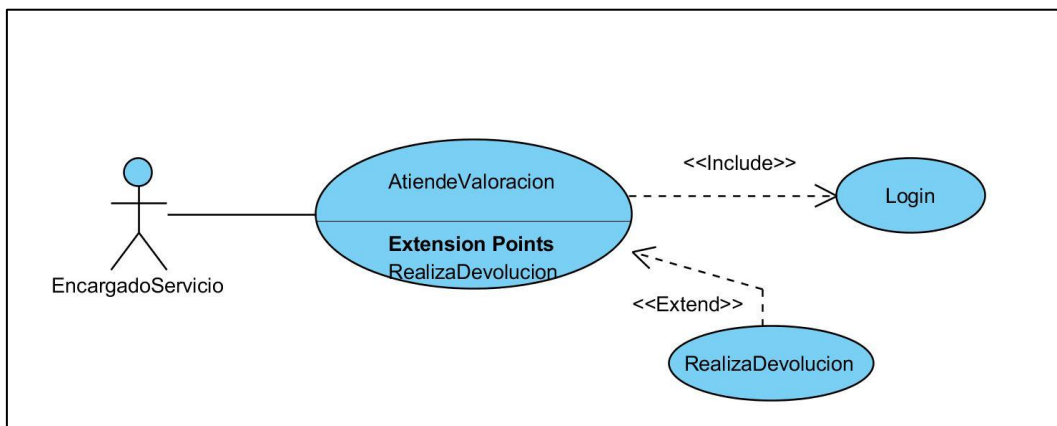 <<Include>>
AtiendeValoracion
Login
Extension Points
RealizaDevolucion
EncargadoServicio
<<Extend>>
RealizaDevolucion